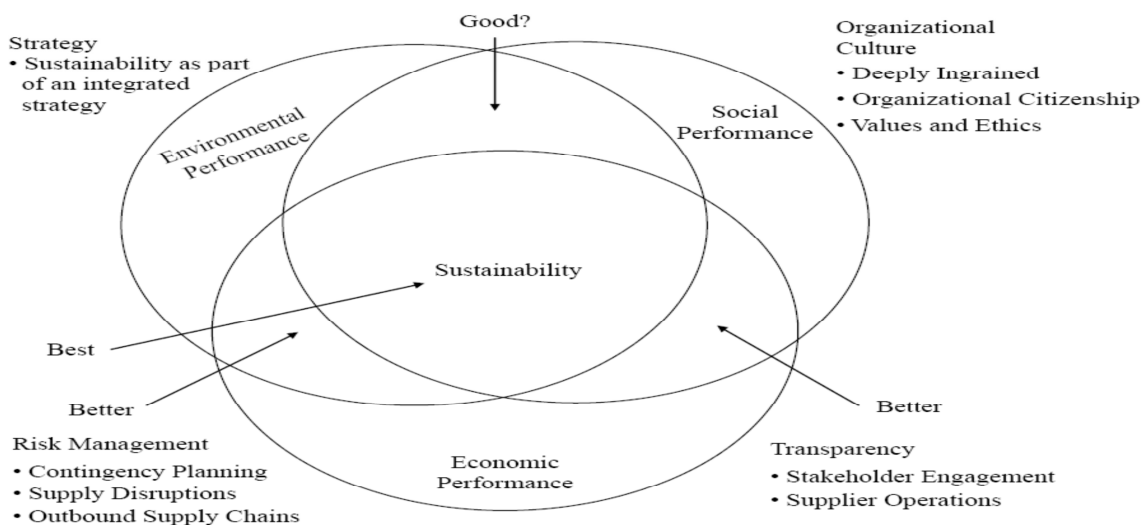 Good?
Strategy
• Sustainability as part
of an integrated
strategy
Organizational
Culture
• Deeply Ingrained
• Organizational Citizenship
• Values and Ethics
Environmental
Performance
Social
Performance
Sustainability
Best
Better
Better
Risk Management
• Contingency Planning
• Supply Disruptions
• Outbound Supply Chains
Economic
Performance
Transparency
• Stakeholder Engagement
• Supplier Operations